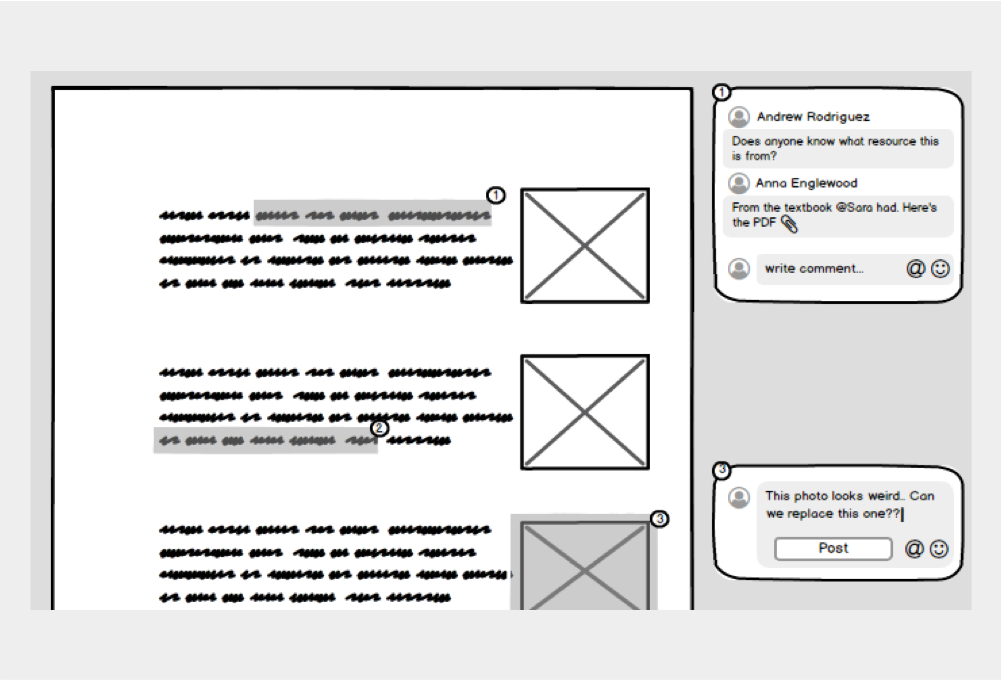 1
Andrew Rodriguez
Does anyone know what resource this
is from?
Anna Englewood
From the textbook @Sara had. Here's
the PDF
write comment...
@
1
2
3
3
This photo looks weird.. Can
we replace this one??
Post
@